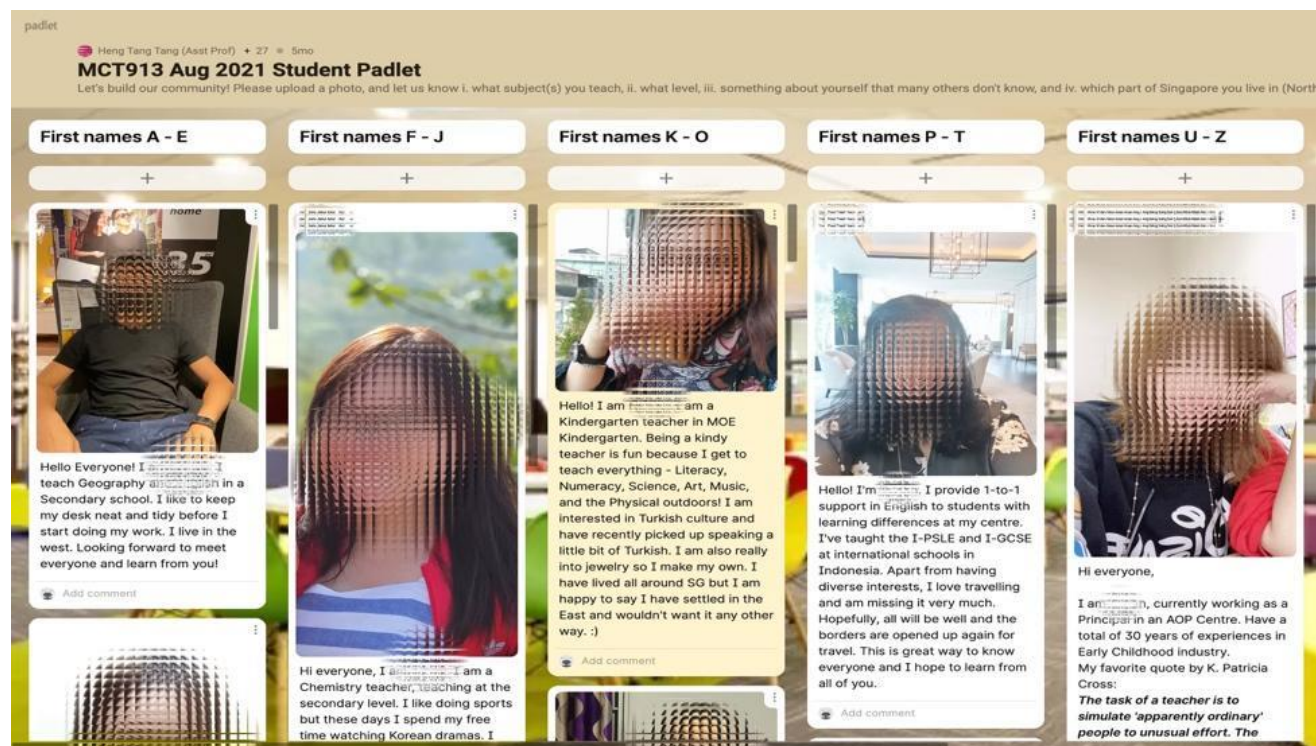 padlet
Heng Tang Tang (Asst Prof) + 27 5mo
MCT913 Aug 2021 Student Padlet
Let's build our community! Please upload a photo, and let us know i. what subject(s) you teach, ii. what level, iii. something about yourself that many others don't know, and iv. which part of Singapore you live in (North
First names A - E
+
home
35
Hello Everyone! I
teach Geography in a
Secondary school. I like to keep
my desk neat and tidy before I
start doing my work. I live in the
west. Looking forward to meet
everyone and learn from you!
Add comment
First names F - J
+
Hi everyone, I am a
Chemistry teacher, teaching at the
secondary level. I like doing sports
but these days I spend my free
time watching Korean dramas. I
First names K - O
+
Hello! I am am a
Kindergarten teacher in MOE
Kindergarten. Being a kindy
teacher is fun because I get to
teach everything - Literacy,
Numeracy, Science, Art, Music,
and the Physical outdoors! I am
interested in Turkish culture and
have recently picked up speaking a
little bit of Turkish. I am also really
into jewelry so I make my own. I
have lived all around SG but I am
happy to say I have settled in the
East and wouldn't want it any other
way. :)
Add comment
First names P - T
+
Hello! I'm I provide 1-to-1
support in English to students with
learning differences at my centre.
I've taught the I-PSLE and I-GCSE
at international schools in
Indonesia. Apart from having
diverse interests, I love travelling
and am missing it very much.
Hopefully, all will be well and the
borders are opened up again for
travel. This is great way to know
everyone and I hope to learn from
all of you.
Add comment
First names U - Z
+
Hi everyone,
I am currently working as a
Principal in an AOP Centre. Have a
total of 30 years of experiences in
Early Childhood industry.
My favorite quote by K. Patricia
Cross:
The task of a teacher is to
simulate 'apparently ordinary'
people to unusual effort. The